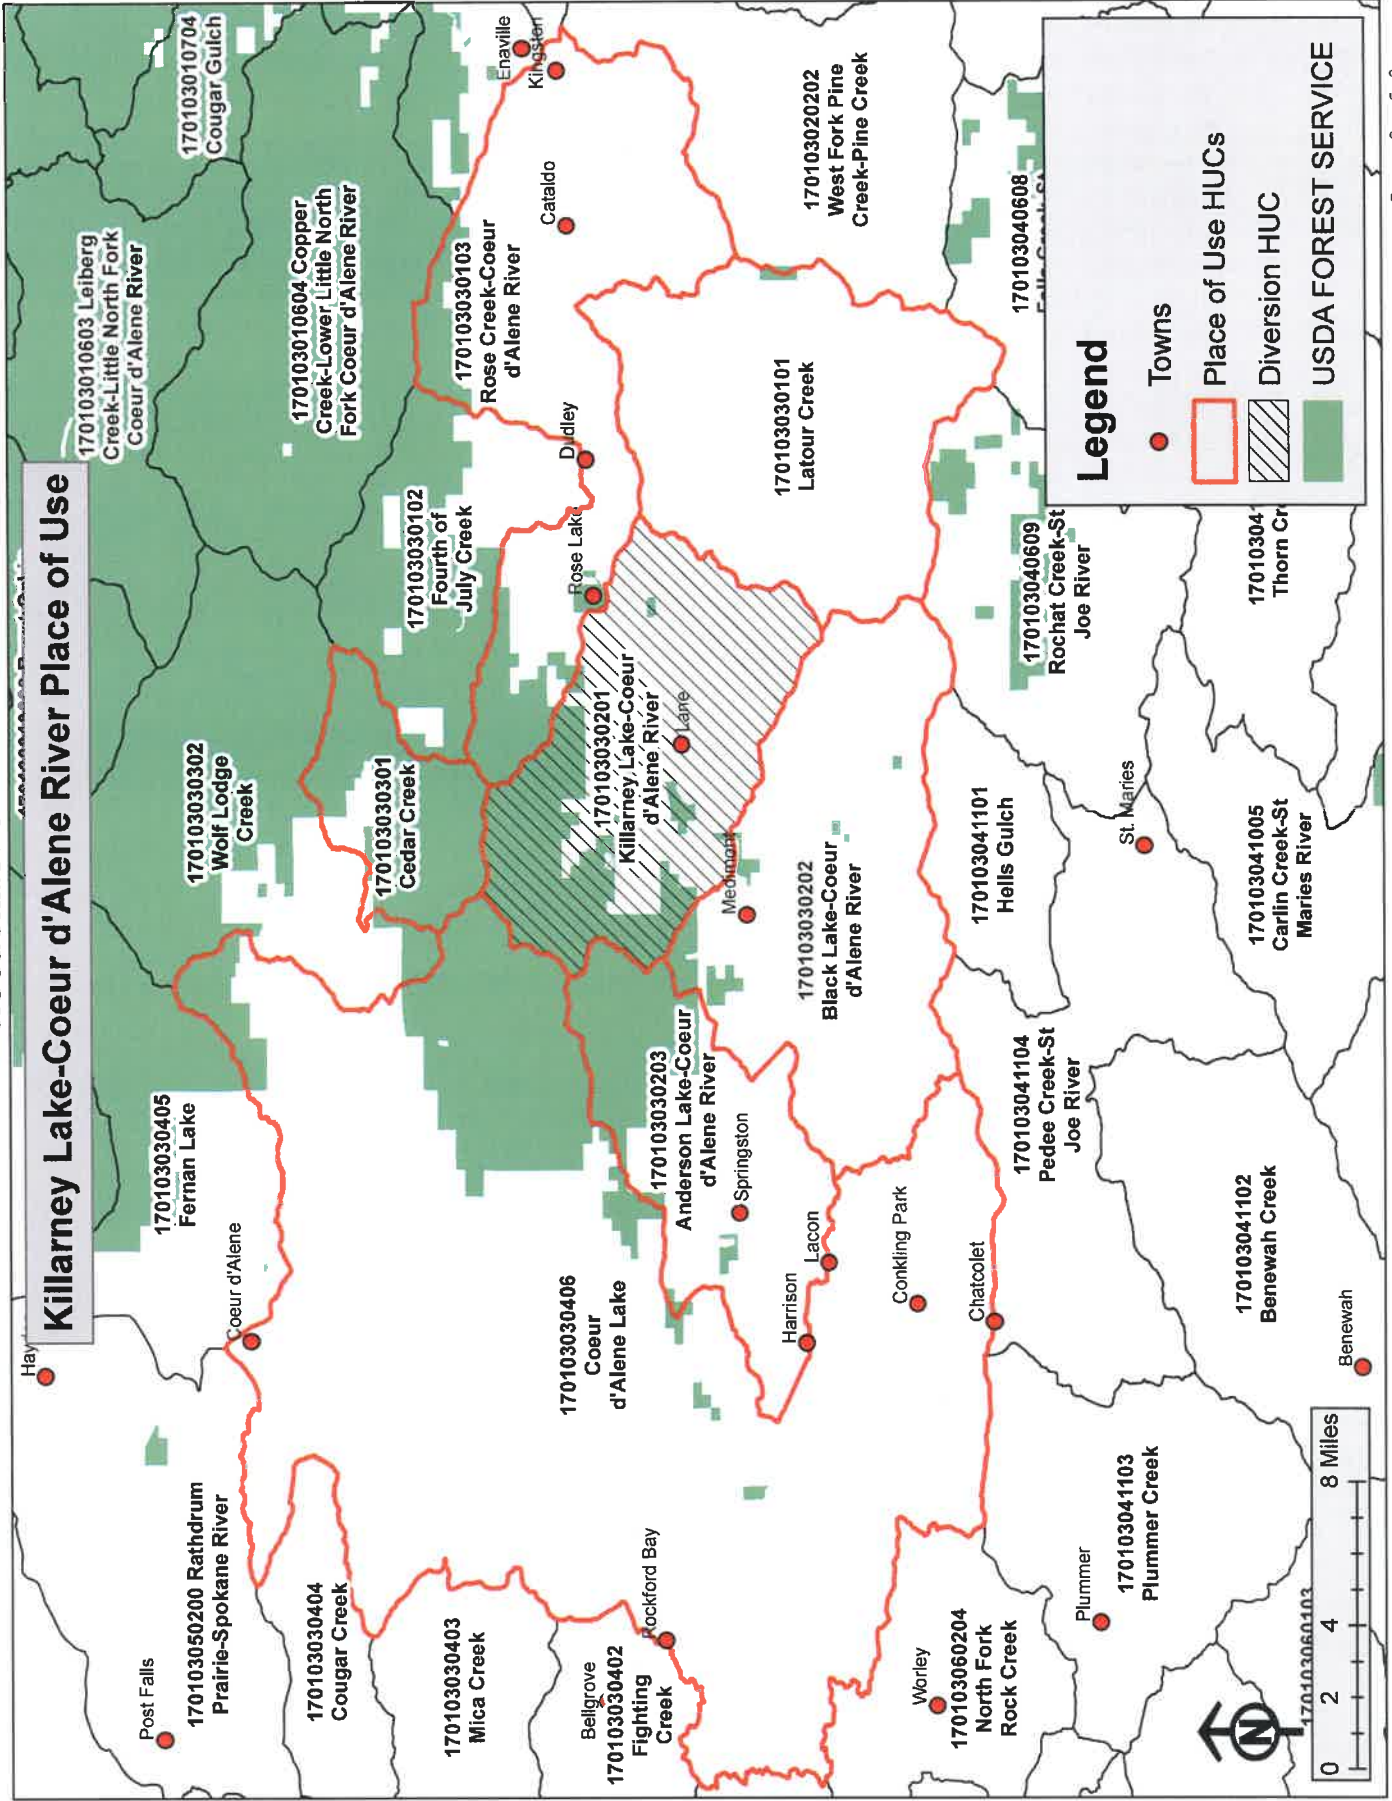 Killarney Lake-Coeur d'Alene River Place of Use
Post Falls
Coeur d'Alene
170103050200 Rathdrum
Prairie-Spokane River
170103030405
Fernan Lake
170103030302
Wolf Lodge
Creek
170103010603 Leiberg
Creek-Little North Fork
Coeur d'Alene River
170103010704
Cougar Gulch
170103010604 Copper
Creek-Lower Little North
Fork Coeur d'Alene River
170103030404
Cougar Creek
170103030301
Cedar Creek
170103030102
Fourth of
July Creek
170103030103
Rose Creek-Coeur
d'Alene River
Enaville
Kingston
Cataldo
Dudley
Rose Lake
170103030403
Mica Creek
Bellgrove
170103030402
Fighting
Creek
Rockford Bay
170103030406
Coeur
d'Alene Lake
170103030203
Anderson Lake-Coeur
d'Alene River
Springston
170103030201
Killarney Lake-Coeur
d'Alene River
Lane
Medimont
170103030101
Latour Creek
170103020202
West Fork Pine
Creek-Pine Creek
Harrison
Lacon
170103030202
Black Lake-Coeur
d'Alene River
Conkling Park
Chatcolet
Worley
170103060204
North Fork
Rock Creek
170103041104
Pedee Creek-St
Joe River
170103041101
Hells Gulch
170103040609
Rochat Creek-St
Joe River
170103040608
Plummer
170103041103
Plummer Creek
St. Maries
170103041102
Benewah Creek
170103041005
Carlin Creek-St
Maries River
Thorn
Benewah
170103060103
N
0 2 4 8 Miles
Legend
Towns
Place of Use HUCs
Diversion HUC
USDA FOREST SERVICE